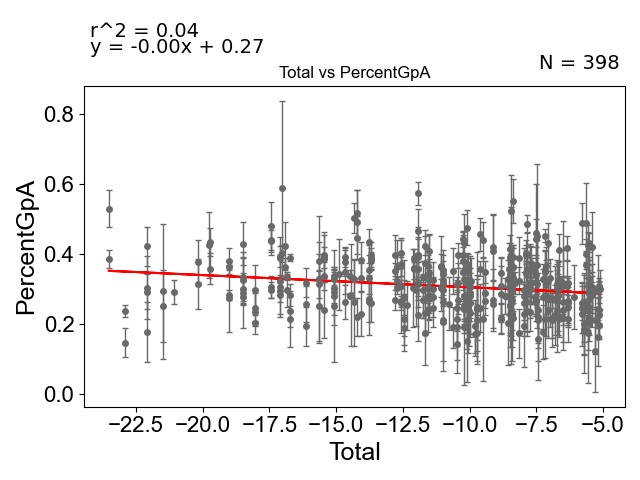 r^2 = 0.04
y = -0.00x + 0.27
N = 398
Total vs PercentGpA
PercentGpA
0.8
0.6
0.4
0.2
0.0
−22.5 −20.0 −17.5 −15.0 −12.5 −10.0 −7.5 −5.0
Total